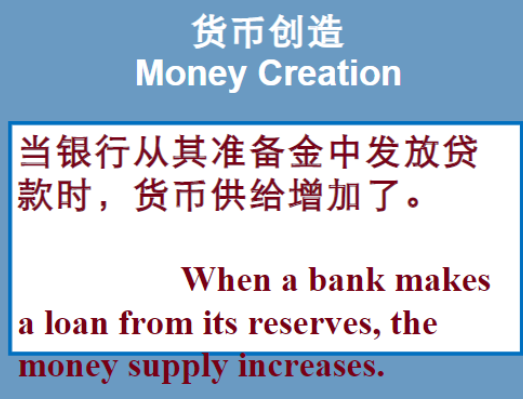 货币创造
Money Creation
当银行从其准备金中发放贷
款时，货币供给增加了。
When a bank makes
a loan from its reserves, the
money supply increases.